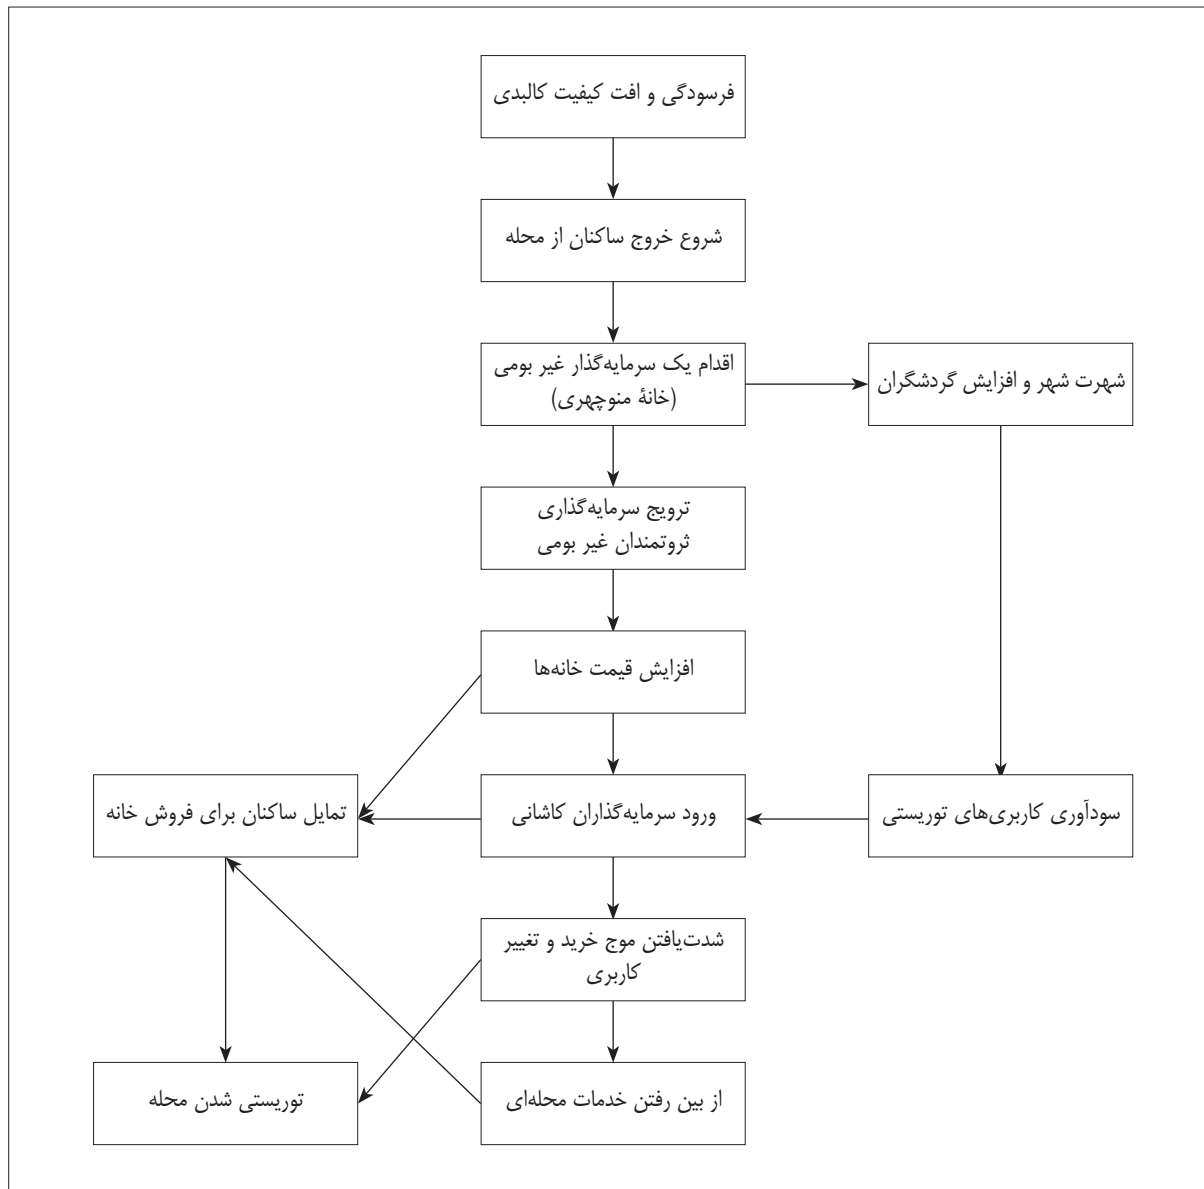 فرسودگی و افت کیفیت کالبدی
شروع خروج ساکنان از محله
اقدام یک سرمایه‌گذار غیر بومی
(خانهٔ منوچهری)
شهرت شهر و افزایش گردشگران
ترویج سرمایه‌گذاری
ثروتمندان غیر بومی
افزایش قیمت خانه‌ها
سودآوری کاربری‌های توریستی
ورود سرمایه‌گذاران کاشانی
تمایل ساکنان برای فروش خانه
شدت‌یافتن موج خرید و تغییر
کاربری
از بین رفتن خدمات محله‌ای
توریستی شدن محله